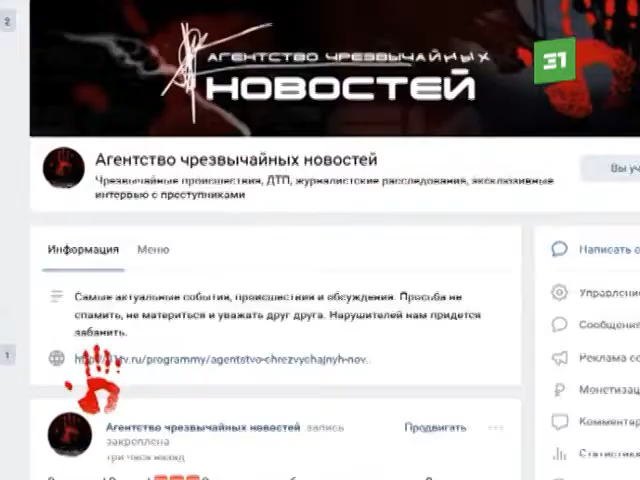 2
АГЕНТСТВО ЧРЕЗВЫЧАЙНЫХ
НОВОСТЕЙ
31
Агентство чрезвычайных новостей
Чрезвычайные происшествия, ДТП, журналистские расследования, эксклюзивные
интервью с преступниками
Вы уч
Информация Меню
Написать с
Самые актуальные события, происшествия и обсуждения. Просьба не
спамить, не материться и уважать друг друга. Нарушителей нам придется
забанить.
Управлени
Сообщени
1
tv.ru/programmy/agentstvo-chrezvychajnyh-nov..
Реклама со
Монетизац
Агентство чрезвычайных новостей запись
закреплена
три часа назад
Продвигать
Комментар
Статистик